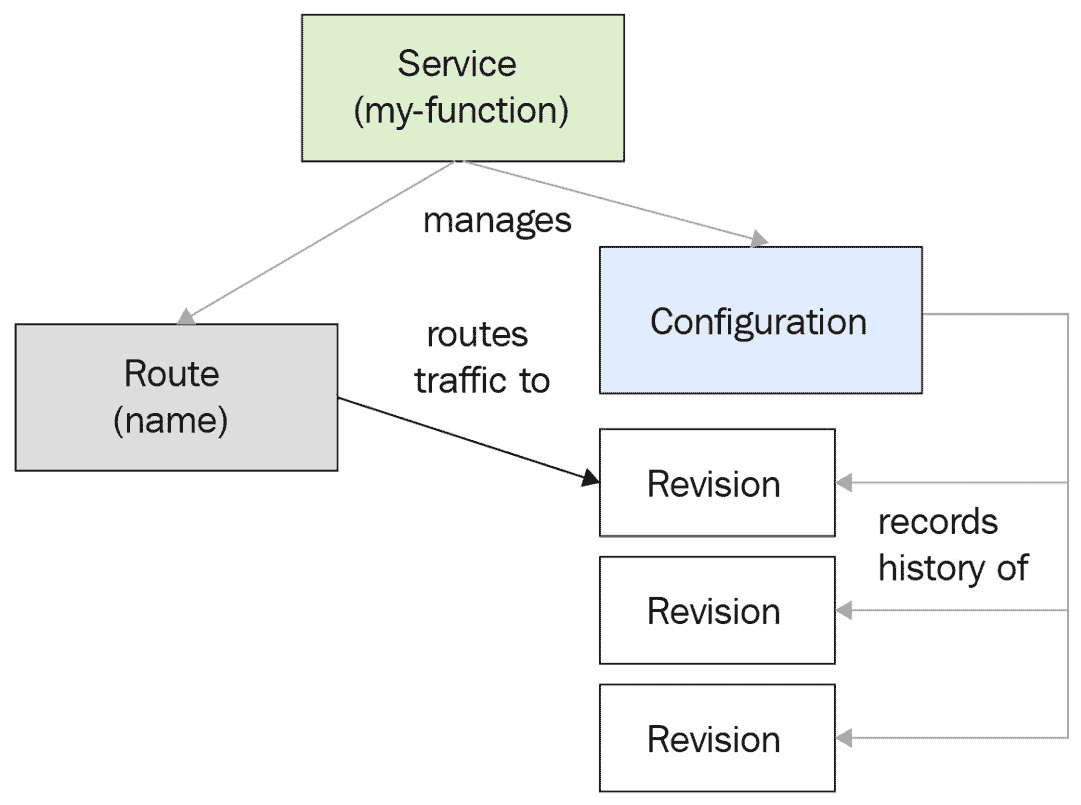 Service
(my-function)
manages
Configuration
routes
traffic to
Route
(name)
Revision
records
history of
Revision
Revision